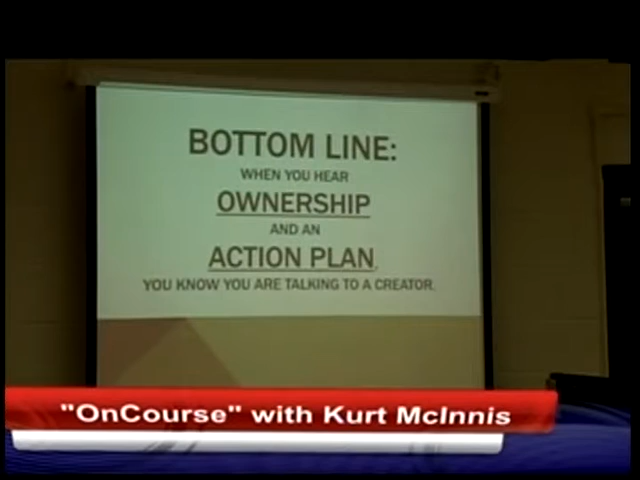 BOTTOM LINE:
WHEN YOU HEAR
OWNERSHIP
AND AN
ACTION PLAN,
YOU KNOW YOU ARE TALKING TO A CREATOR.
"OnCourse" with Kurt McInnis